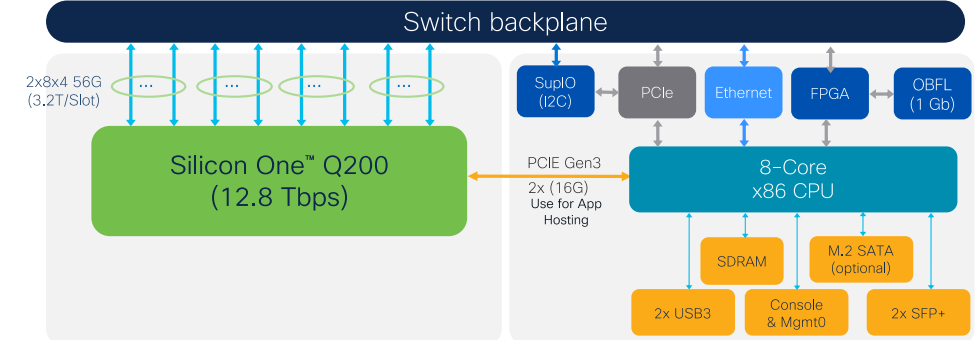 Switch backplane
2x8x4 56G
(3.2T/Slot)
...
...
...
...
SupIO
(I2C)
PCIe
Ethernet
FPGA
OBFL
(1 Gb)
Silicon One™ Q200
(12.8 Tbps)
PCIE Gen3
2x (16G)
Use for App
Hosting
8-Core
x86 CPU
SDRAM
M.2 SATA
(optional)
2x USB3
Console
& Mgmt0
2x SFP+